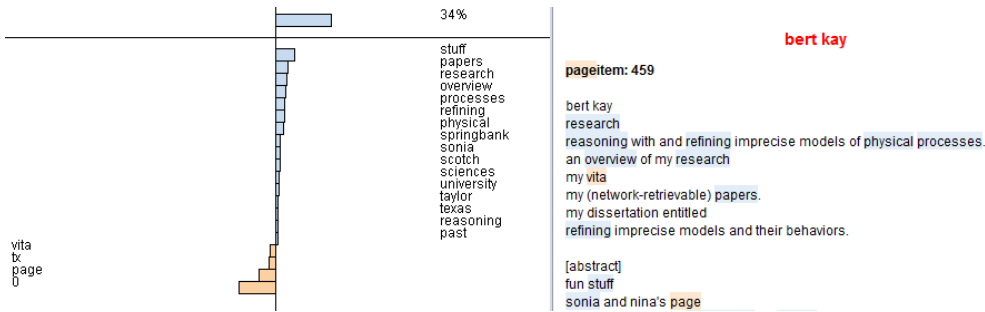 34%
stuff
papers
research
overview
processes
refining
physical
springbank
sonia
scotch
sciences
university
taylor
texas
reasoning
past
vita
tx
page
0
bert kay
pageitem: 459
bert kay
research
reasoning with and refining imprecise models of physical processes.
an overview of my research
my vita
my (network-retrievable) papers.
my dissertation entitled
refining imprecise models and their behaviors.
[abstract]
fun stuff
sonia and nina's page